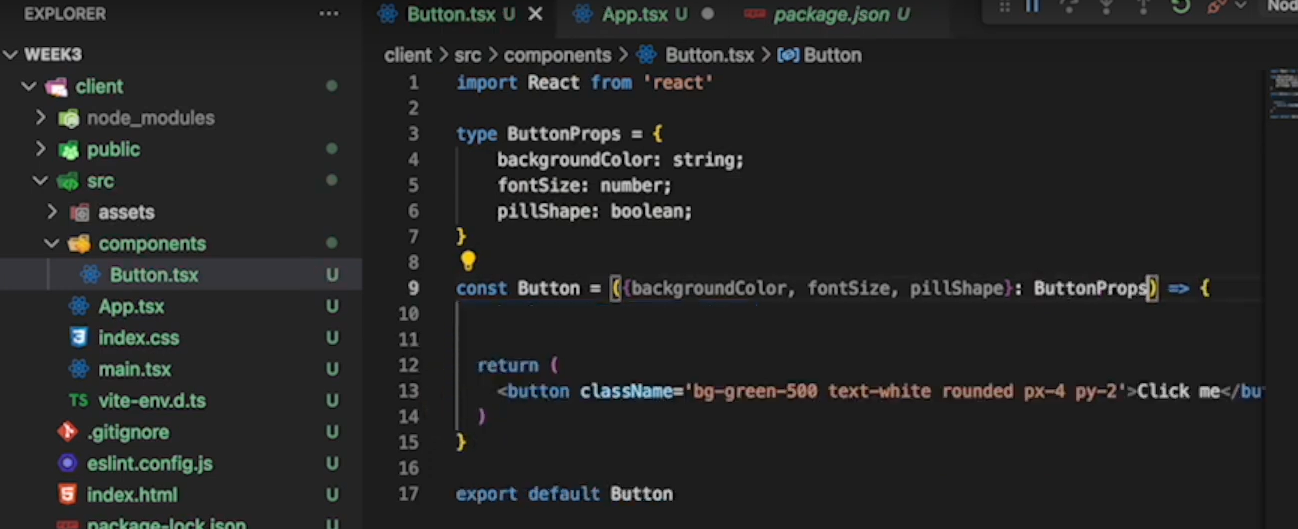 EXPLORER
WEEK3
client
node_modules
public
src
assets
components
Button.tsx U
App.tsx U
index.css U
main.tsx U
TS vite-env.d.ts U
.gitignore U
eslint.config.js U
index.html U
package-lock.json U
Button.tsx U
App.tsx U
package.json U
Nod
client > src > components > Button.tsx > Button
1 import React from 'react'
2
3 type ButtonProps = {
4 backgroundColor: string;
5 fontSize: number;
6 pillShape: boolean;
7 }
8
9 const Button = ({backgroundColor, fontSize, pillShape}: ButtonProps) => {
10
11
12 return (
13 <button className='bg-green-500 text-white rounded px-4 py-2'>Click me</but
14 )
15 }
16
17 export default Button